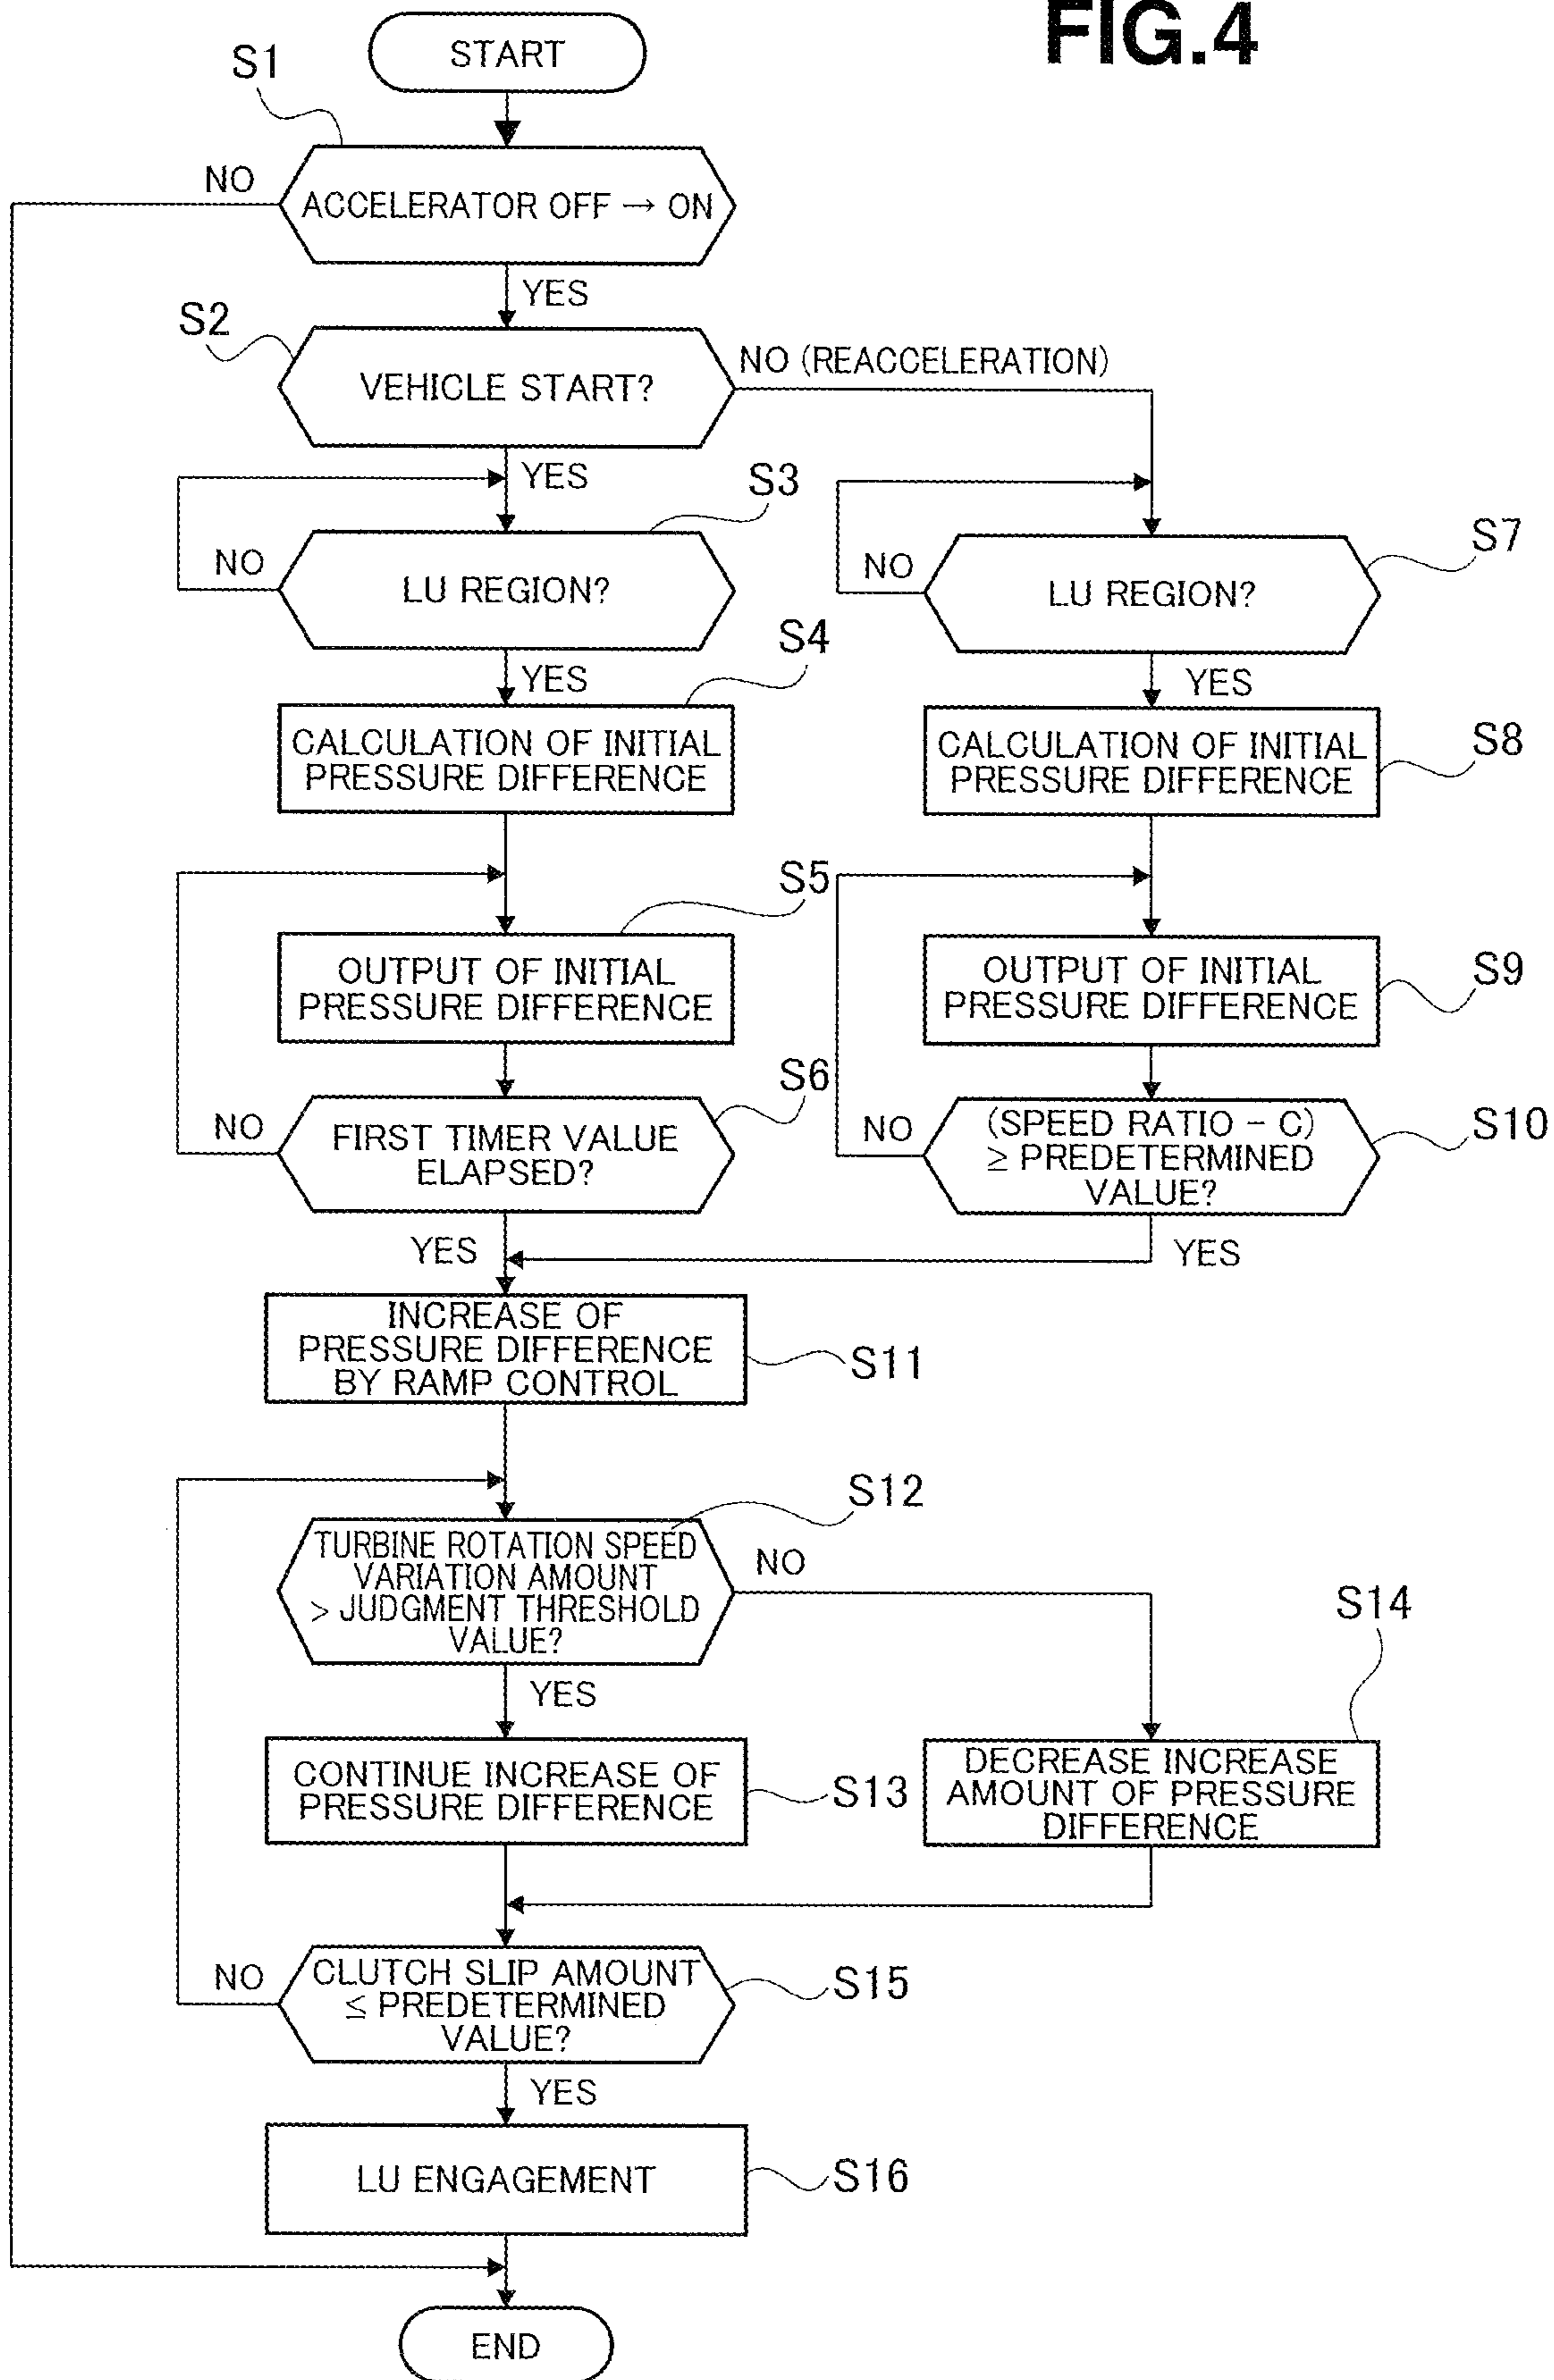 FIG.4
START
S1
NO
ACCELERATOR OFF → ON
YES
S2
VEHICLE START?
NO (REACCELERATION)
YES
S3
NO
LU REGION?
S7
NO
LU REGION?
S4
YES
YES
CALCULATION OF INITIAL
PRESSURE DIFFERENCE
CALCULATION OF INITIAL
PRESSURE DIFFERENCE
S8
S5
OUTPUT OF INITIAL
PRESSURE DIFFERENCE
OUTPUT OF INITIAL
PRESSURE DIFFERENCE
S9
S6
NO
FIRST TIMER VALUE
ELAPSED?
NO
(SPEED RATIO - C)
≥ PREDETERMINED
VALUE?
S10
YES
YES
INCREASE OF
PRESSURE DIFFERENCE
BY RAMP CONTROL
S11
S12
TURBINE ROTATION SPEED
VARIATION AMOUNT
> JUDGMENT THRESHOLD
VALUE?
NO
S14
YES
CONTINUE INCREASE OF
PRESSURE DIFFERENCE
S13
DECREASE INCREASE
AMOUNT OF PRESSURE
DIFFERENCE
NO
CLUTCH SLIP AMOUNT
≤ PREDETERMINED
VALUE?
S15
YES
LU ENGAGEMENT
S16
END